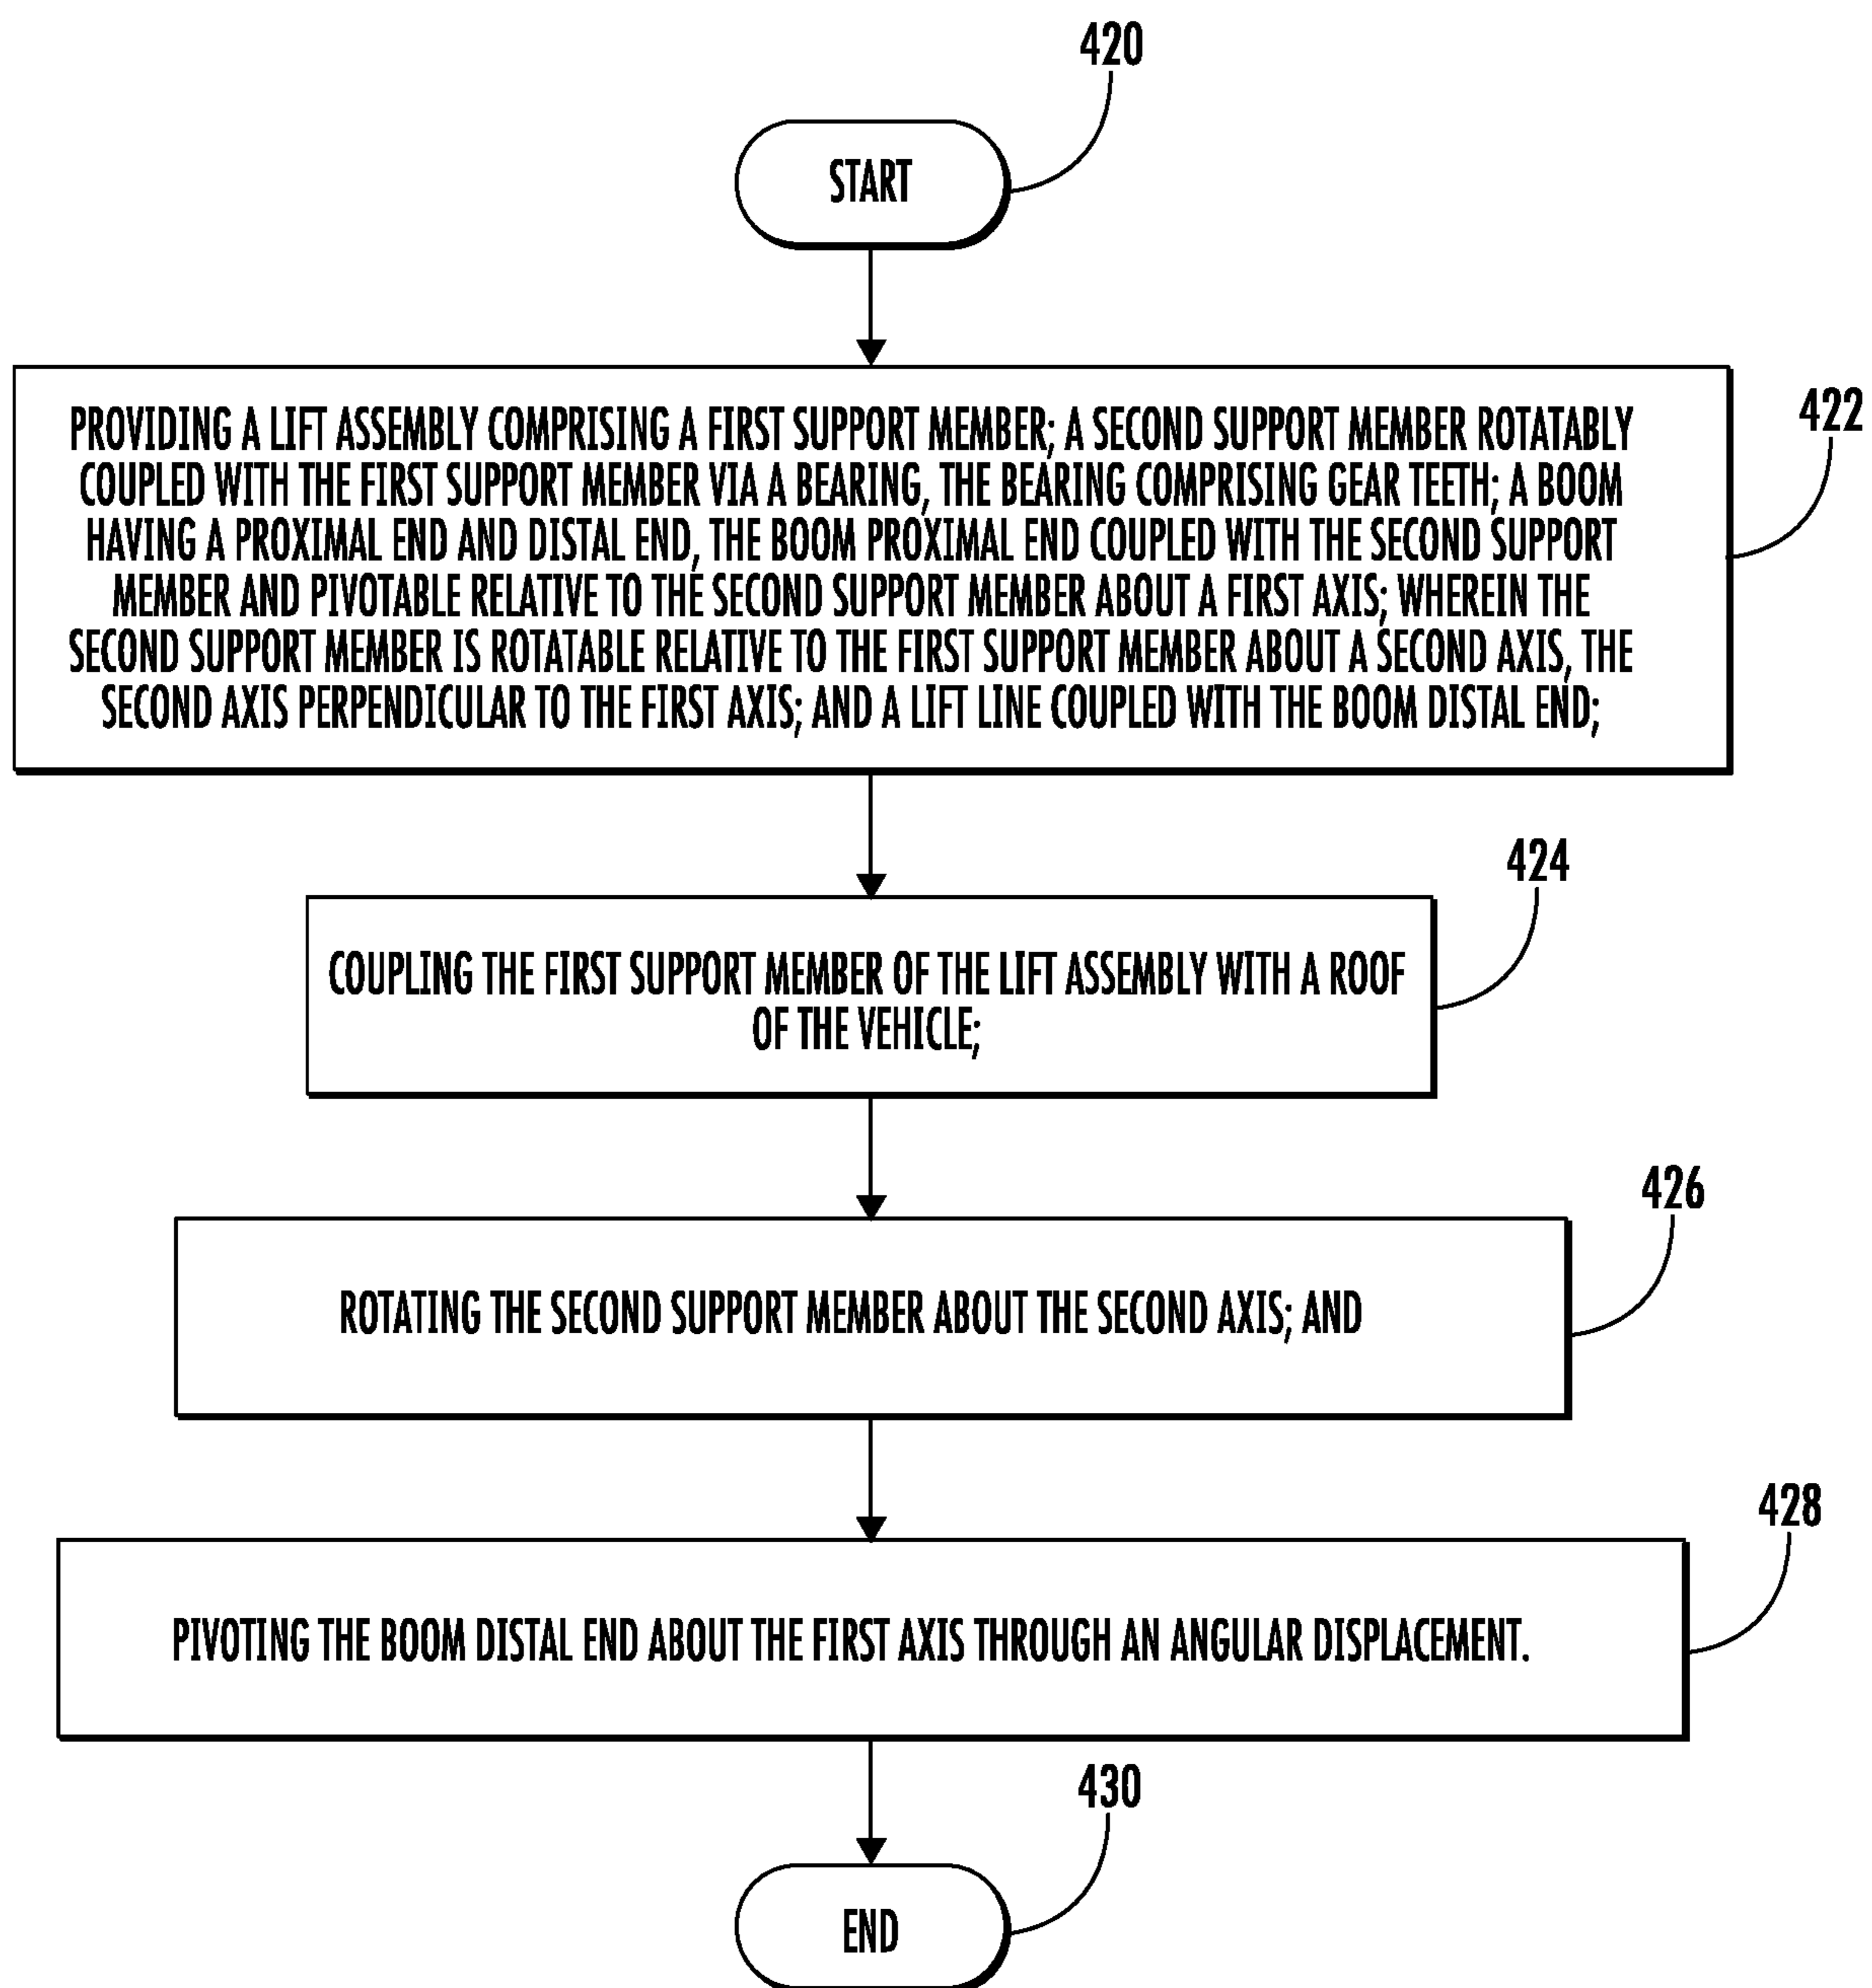 420
START
PROVIDING A LIFT ASSEMBLY COMPRISING A FIRST SUPPORT MEMBER; A SECOND SUPPORT MEMBER ROTATABLY
COUPLED WITH THE FIRST SUPPORT MEMBER VIA A BEARING, THE BEARING COMPRISING GEAR TEETH; A BOOM
HAVING A PROXIMAL END AND DISTAL END, THE BOOM PROXIMAL END COUPLED WITH THE SECOND SUPPORT
MEMBER AND PIVOTABLE RELATIVE TO THE SECOND SUPPORT MEMBER ABOUT A FIRST AXIS; WHEREIN THE
SECOND SUPPORT MEMBER IS ROTATABLE RELATIVE TO THE FIRST SUPPORT MEMBER ABOUT A SECOND AXIS, THE
SECOND AXIS PERPENDICULAR TO THE FIRST AXIS; AND A LIFT LINE COUPLED WITH THE BOOM DISTAL END;
422
424
COUPLING THE FIRST SUPPORT MEMBER OF THE LIFT ASSEMBLY WITH A ROOF
OF THE VEHICLE;
426
ROTATING THE SECOND SUPPORT MEMBER ABOUT THE SECOND AXIS; AND
428
PIVOTING THE BOOM DISTAL END ABOUT THE FIRST AXIS THROUGH AN ANGULAR DISPLACEMENT.
430
END